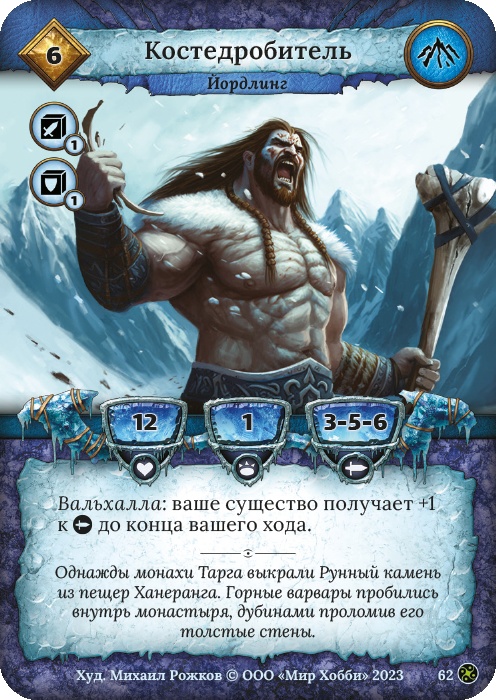 6
Костедробитель
Йордлинг
1
1
12
1
3-5-6
Вальхалла: ваше существо получает +1
к до конца вашего хода.
Однажды монахи Тарга выкрали Рунный камень
из пещер Ханеранга. Горные варвары пробились
внутрь монастыря, дубинами проломив его
толстые стены.
Худ. Михаил Рожков © ООО «Мир Хобби» 2023
62